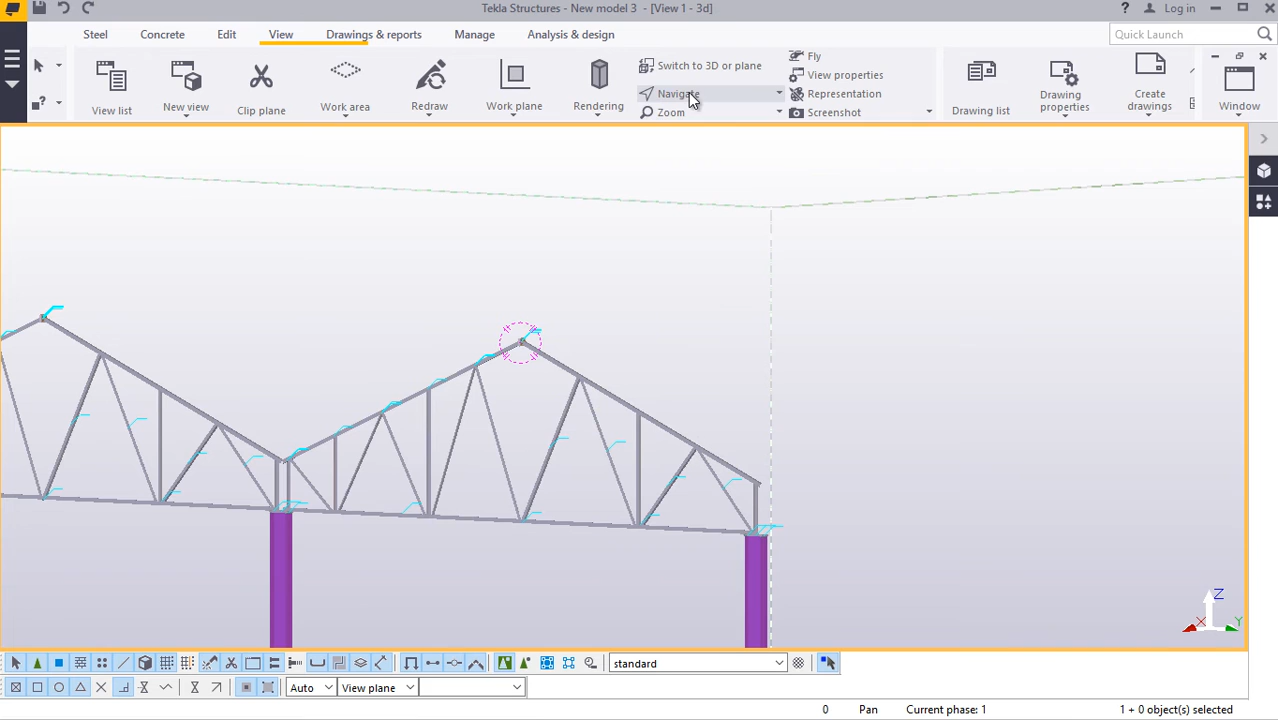 Tekla Structures - New model 3 - [View 1 - 3d]
? Log in
Steel Concrete Edit View Drawings & reports Manage Analysis & design Quick Launch
View list
New view
Clip plane
Work area
Redraw
Work plane
Rendering
Switch to 3D or plane
Navigate
Zoom
Fly
View properties
Representation
Screenshot
Drawing list
Drawing
properties
Create
drawings
Window
Z
X Y
standard
Auto View plane
0 Pan Current phase: 1 1 + 0 object(s) selected